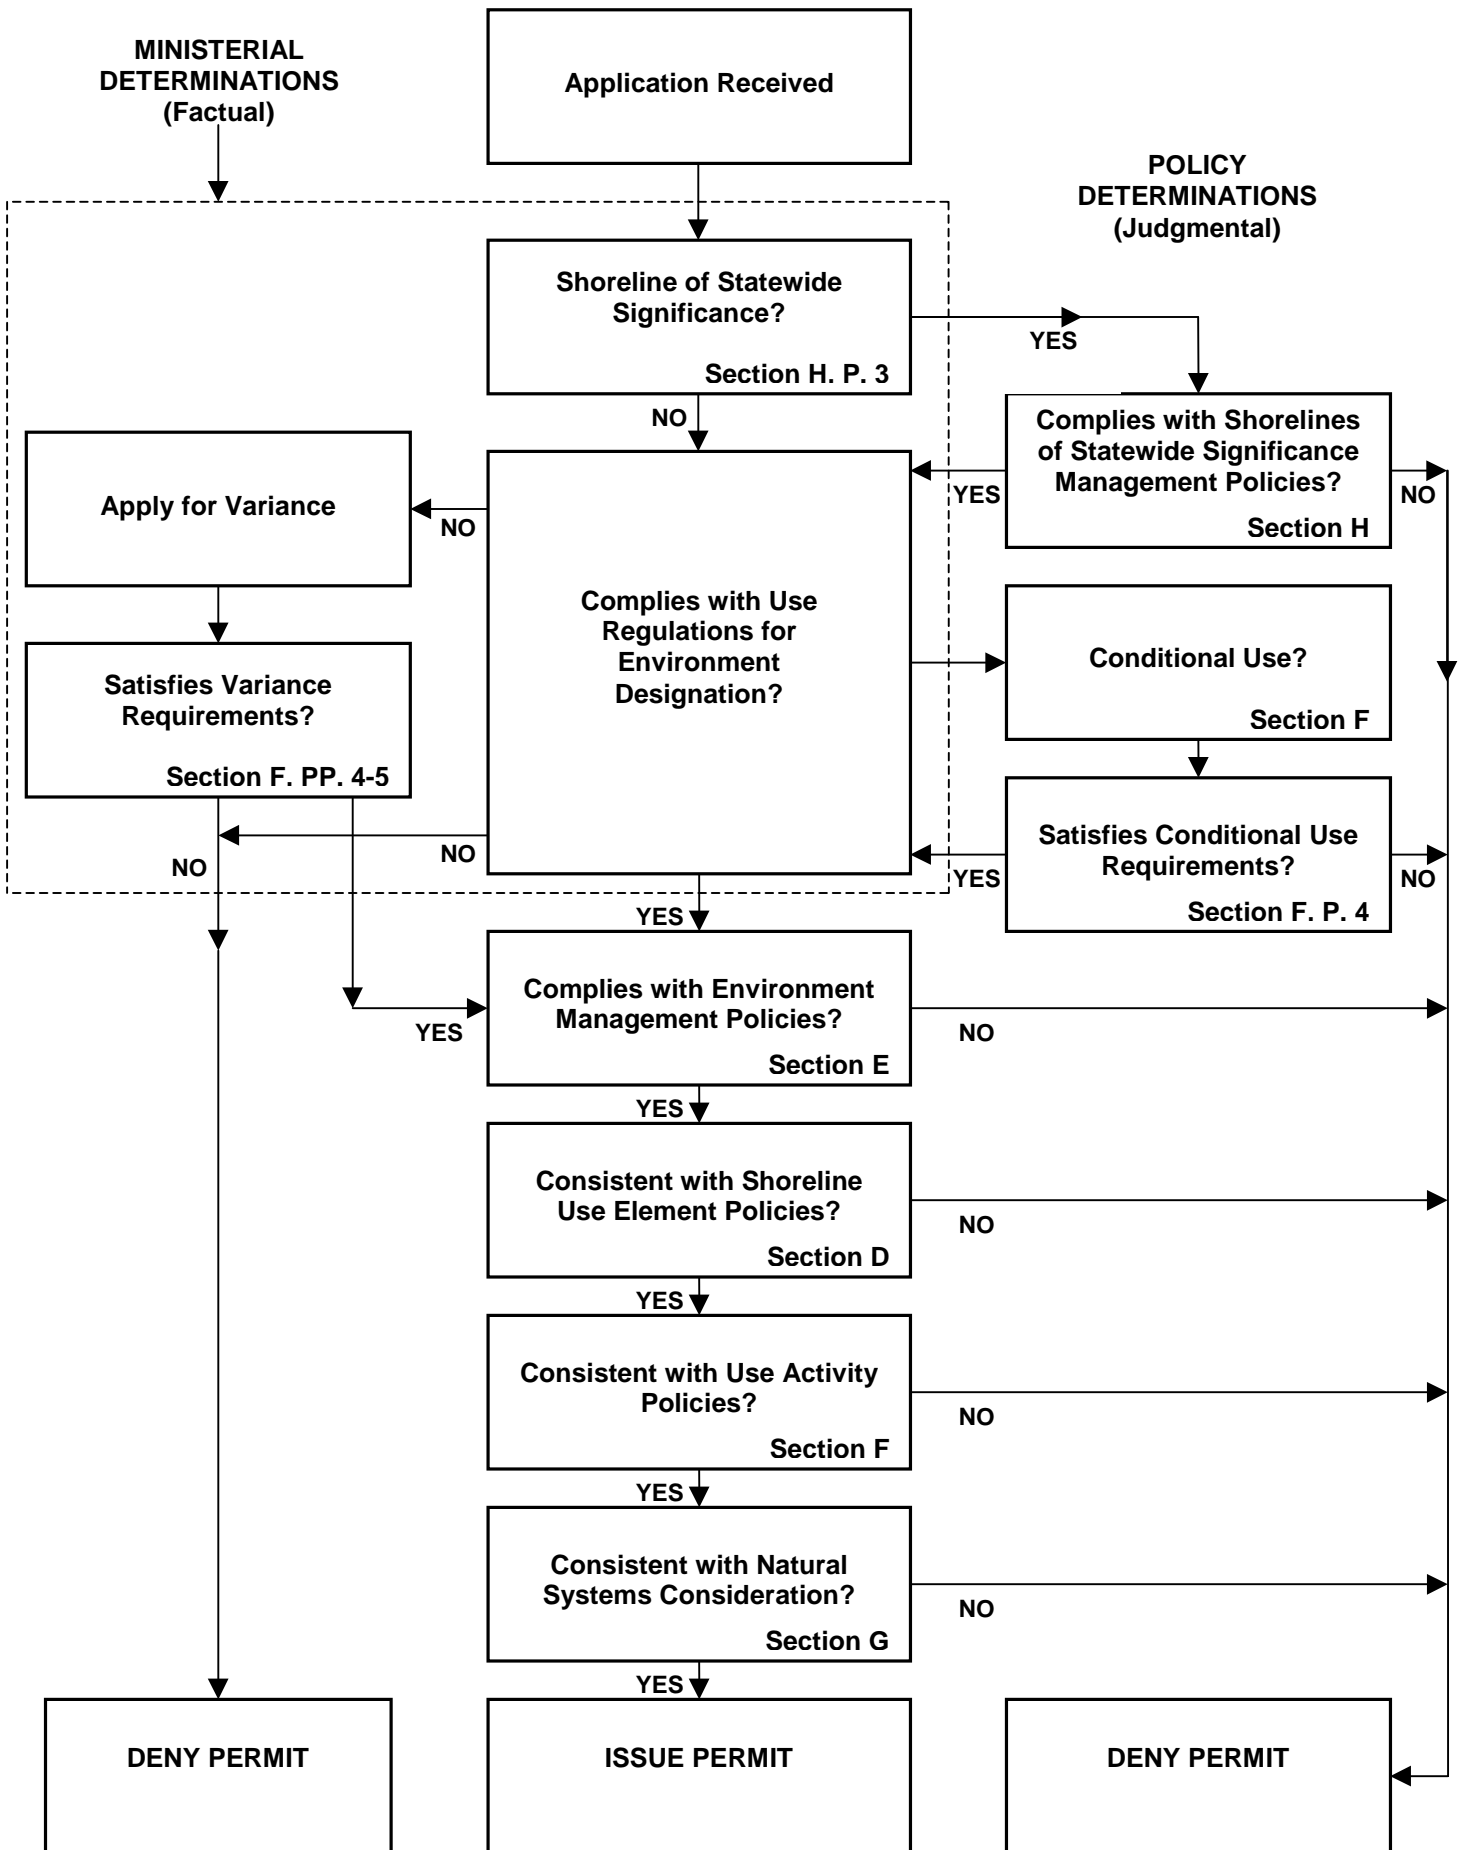 MINISTERIAL
DETERMINATIONS
(Factual)
Application Received
POLICY
DETERMINATIONS
(Judgmental)
Shoreline of Statewide
Significance?
Section H. P. 3
YES
NO
Complies with Shorelines
of Statewide Significance
Management Policies?
Section H
YES
NO
Apply for Variance
NO
Complies with Use
Regulations for
Environment
Designation?
Conditional Use?
Section F
Satisfies Variance
Requirements?
Section F. PP. 4-5
Satisfies Conditional Use
Requirements?
Section F. P. 4
NO
NO
YES
NO
YES
Complies with Environment
Management Policies?
Section E
YES
NO
YES
Consistent with Shoreline
Use Element Policies?
Section D
NO
YES
Consistent with Use Activity
Policies?
Section F
NO
YES
Consistent with Natural
Systems Consideration?
Section G
NO
YES
DENY PERMIT
ISSUE PERMIT
DENY PERMIT